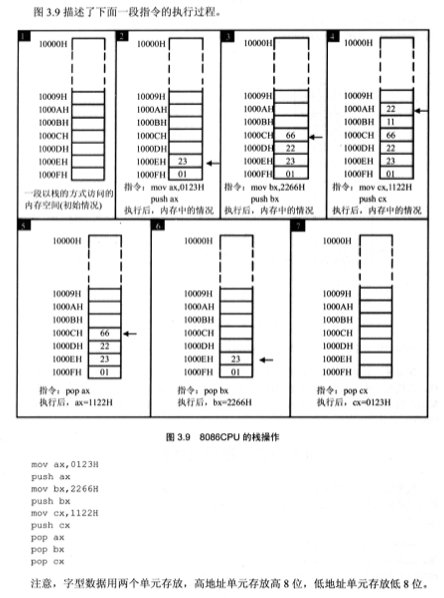 图 3.9 描述了下面一段指令的执行过程。
1
10000H
10009H
1000AH
1000BH
1000CH
1000DH
1000EH
1000FH
一段以栈的方式访问的
内存空间(初始情况)
2
10000H
10009H
1000AH
1000BH
1000CH
1000DH
1000EH 23
1000FH 01
指令：mov ax,0123H
push ax
执行后，内存中的情况
3
10000H
10009H
1000AH
1000BH
1000CH 66
1000DH 22
1000EH 23
1000FH 01
指令：mov bx,2266H
push bx
执行后，内存中的情况
4
10000H
10009H
1000AH 22
1000BH 11
1000CH 66
1000DH 22
1000EH 23
1000FH 01
指令：mov cx,1122H
push cx
执行后，内存中的情况
5
10000H
10009H
1000AH
1000BH
1000CH 66
1000DH 22
1000EH 23
1000FH 01
指令：pop ax
执行后，ax=1122H
6
10000H
10009H
1000AH
1000BH
1000CH
1000DH
1000EH 23
1000FH 01
指令：pop bx
执行后，bx=2266H
7
10000H
10009H
1000AH
1000BH
1000CH
1000DH
1000EH
1000FH
指令：pop cx
执行后，cx=0123H
图 3.9 8086CPU 的栈操作
mov ax,0123H
push ax
mov bx,2266H
push bx
mov cx,1122H
push cx
pop ax
pop bx
pop cx
注意，字型数据用两个单元存放，高地址单元存放高 8 位，低地址单元存放低 8 位。